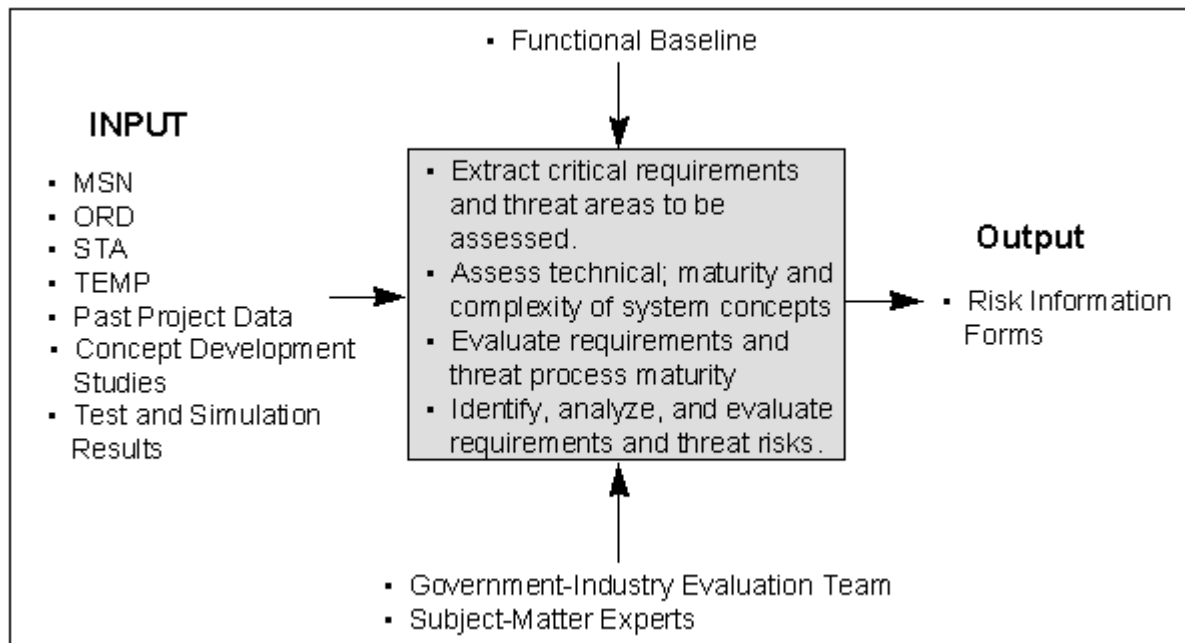 ▪ Functional Baseline
INPUT
▪ MSN
▪ ORD
▪ STA
▪ TEMP
▪ Past Project Data
▪ Concept Development
Studies
▪ Test and Simulation
Results
▪ Extract critical requirements
and threat areas to be
assessed.
▪ Assess technical; maturity and
complexity of system concepts
▪ Evaluate requirements and
threat process maturity
▪ Identify, analyze, and evaluate
requirements and threat risks.
Output
▪ Risk Information
Forms
▪ Government-Industry Evaluation Team
▪ Subject-Matter Experts